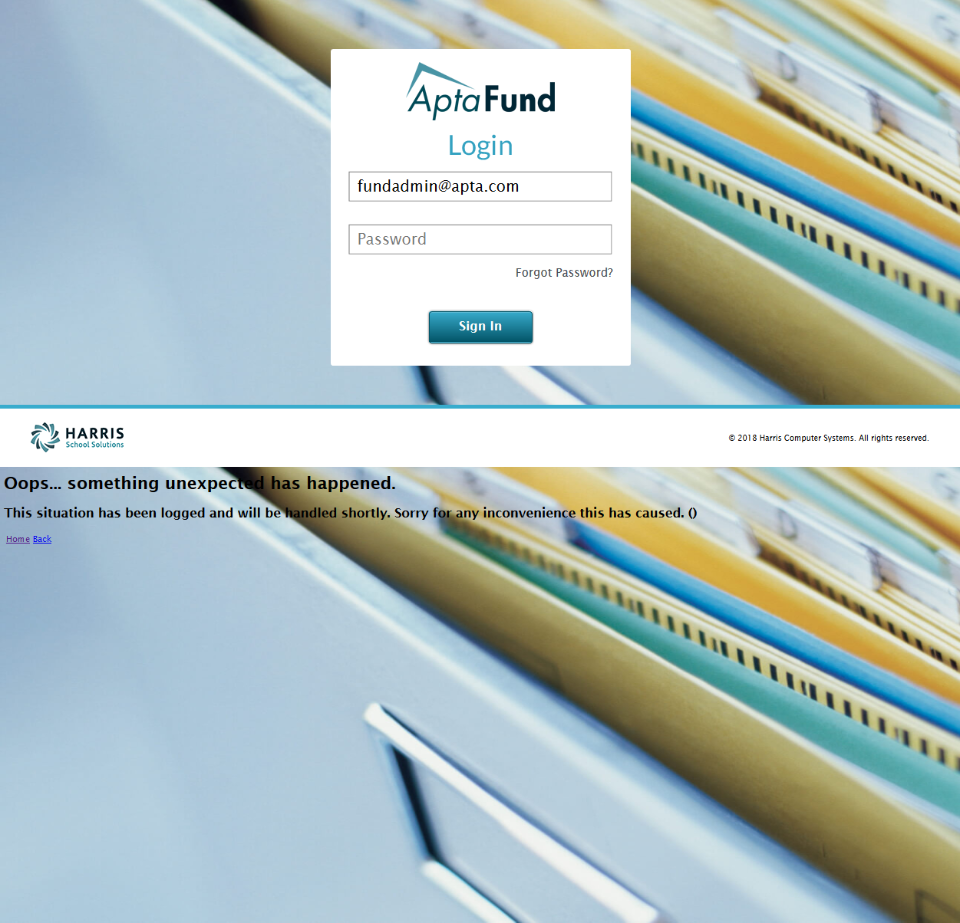 AptaFund
Login
fundadmin@apta.com
Password
Forgot Password?
Sign In
HARRIS
School Solutions
© 2018 Harris Computer Systems. All rights reserved.
Oops... something unexpected has happened.
This situation has been logged and will be handled shortly. Sorry for any inconvenience this has caused. ()
Home Back